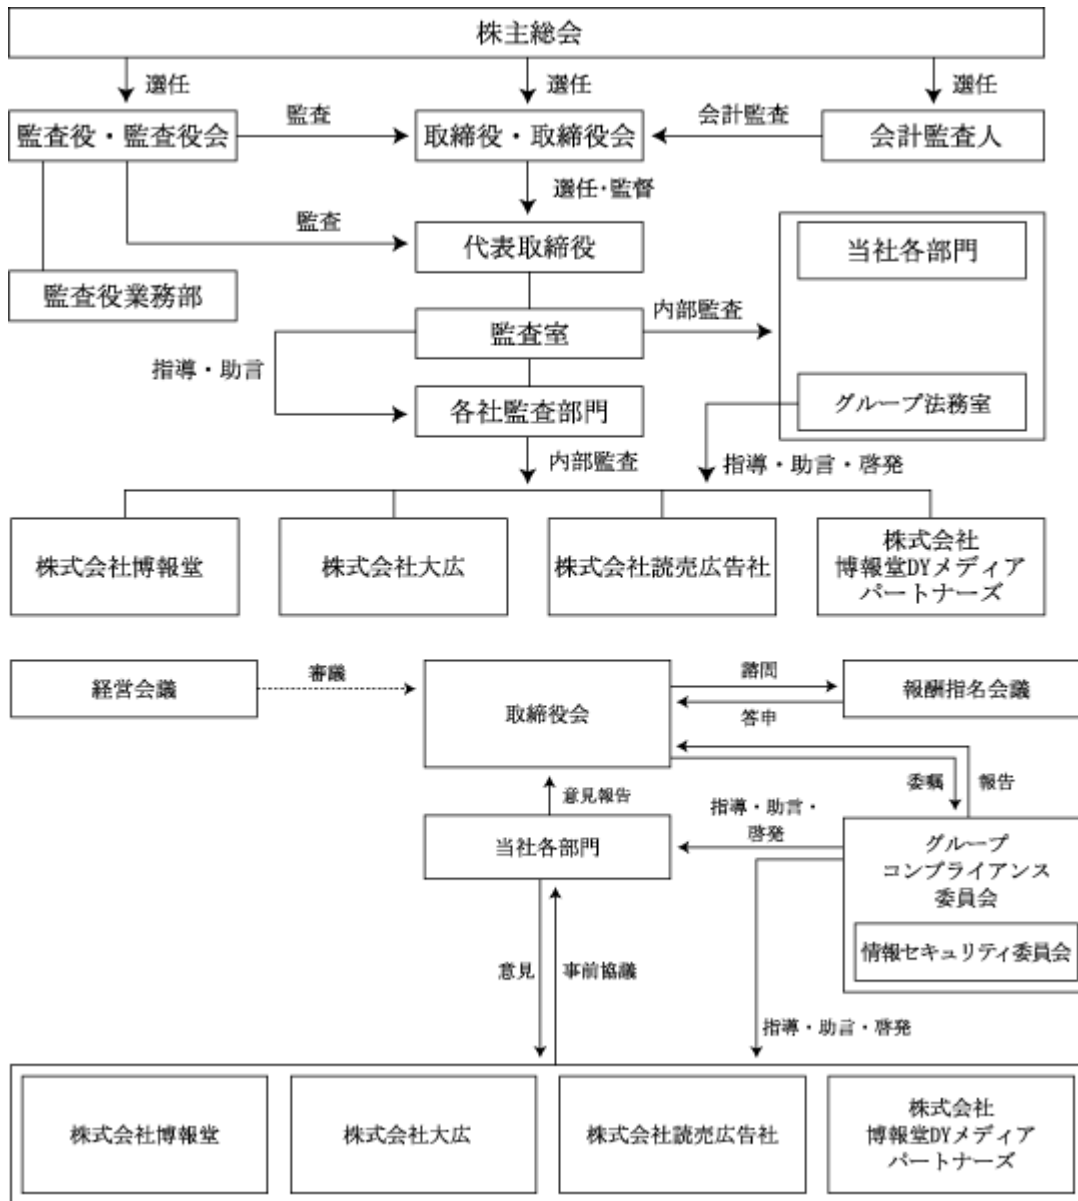 株主総会
選任
選任
選任
監査役・監査役会
監査
取締役・取締役会
会計監査
会計監査人
選任・監督
監査
代表取締役
当社各部門
監査役業務部
監査室
内部監査
指導・助言
各社監査部門
グループ法務室
内部監査
指導・助言・啓発
株式会社博報堂
株式会社大広
株式会社読売広告社
株式会社
博報堂DYメディア
パートナーズ
経営会議
審議
取締役会
諮問
答申
報酬指名会議
委嘱
報告
意見報告
指導・助言・
啓発
当社各部門
グループ
コンプライアンス
委員会
情報セキュリティ委員会
意見
事前協議
指導・助言・啓発
株式会社博報堂
株式会社大広
株式会社読売広告社
株式会社
博報堂DYメディア
パートナーズ